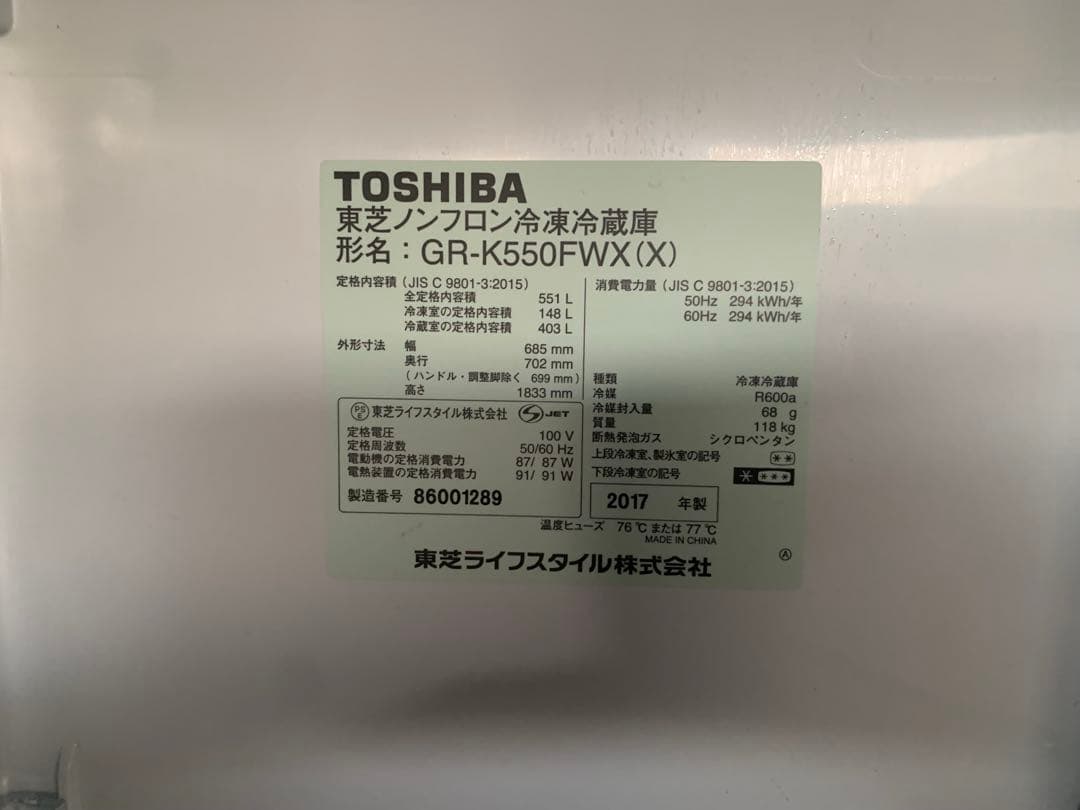 TOSHIBA
東芝ノンフロン冷凍冷蔵庫
形名：GR-K550FWX(X)
定格内容積 (JIS C 9801-3:2015)
全定格内容積 551 L
冷凍室の定格内容積 148 L
冷蔵室の定格内容積 403 L
外形寸法 幅 685 mm
奥行 702 mm
(ハンドル・調整脚除く 699 mm)
高さ 1833 mm
消費電力量 (JIS C 9801-3:2015)
50Hz 294 kWh/年
60Hz 294 kWh/年
種類 冷凍冷蔵庫
冷媒 R600a
冷媒封入量 68 g
質量 118 kg
断熱発泡ガス シクロペンタン
上段冷凍室、製氷室の記号 **
下段冷凍室の記号 * ***
PSE 東芝ライフスタイル株式会社 S JET
定格電圧 100 V
定格周波数 50/60 Hz
電動機の定格消費電力 87/ 87 W
電熱装置の定格消費電力 91/ 91 W
製造番号 86001289
2017 年製
温度ヒューズ 76℃ または 77℃
MADE IN CHINA
東芝ライフスタイル株式会社
A